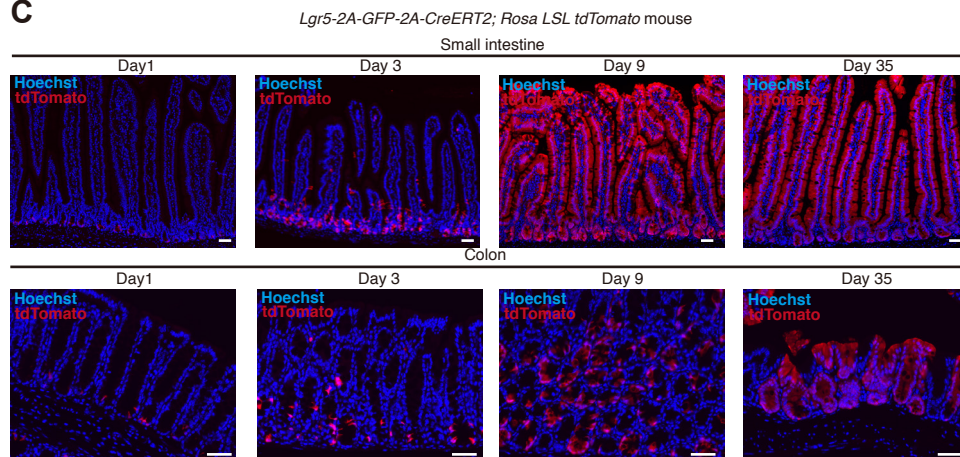 C
Lgr5-2A-GFP-2A-CreERT2; Rosa LSL tdTomato mouse
Small intestine
Day1 Day 3 Day 9 Day 35
Hoechst Hoechst Hoechst Hoechst
tdTomato tdTomato tdTomato tdTomato
Colon
Day1 Day 3 Day 9 Day 35
Hoechst Hoechst Hoechst Hoechst
tdTomato tdTomato tdTomato tdTomato